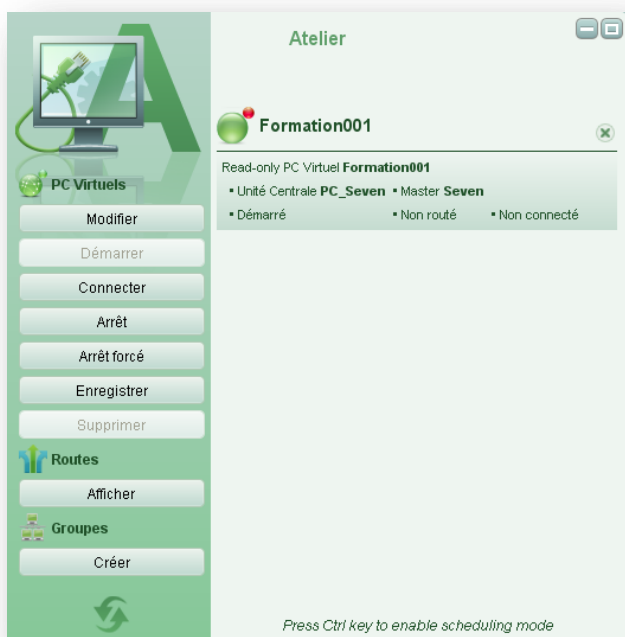 Atelier
A
Formation001
Read-only PC Virtuel Formation001
▪ Unité Centrale PC_Seven ▪ Master Seven
▪ Démarré ▪ Non routé ▪ Non connecté
PC Virtuels
Modifier
Démarrer
Connecter
Arrêt
Arrêt forcé
Enregistrer
Supprimer
Routes
Afficher
Groupes
Créer
Press Ctrl key to enable scheduling mode